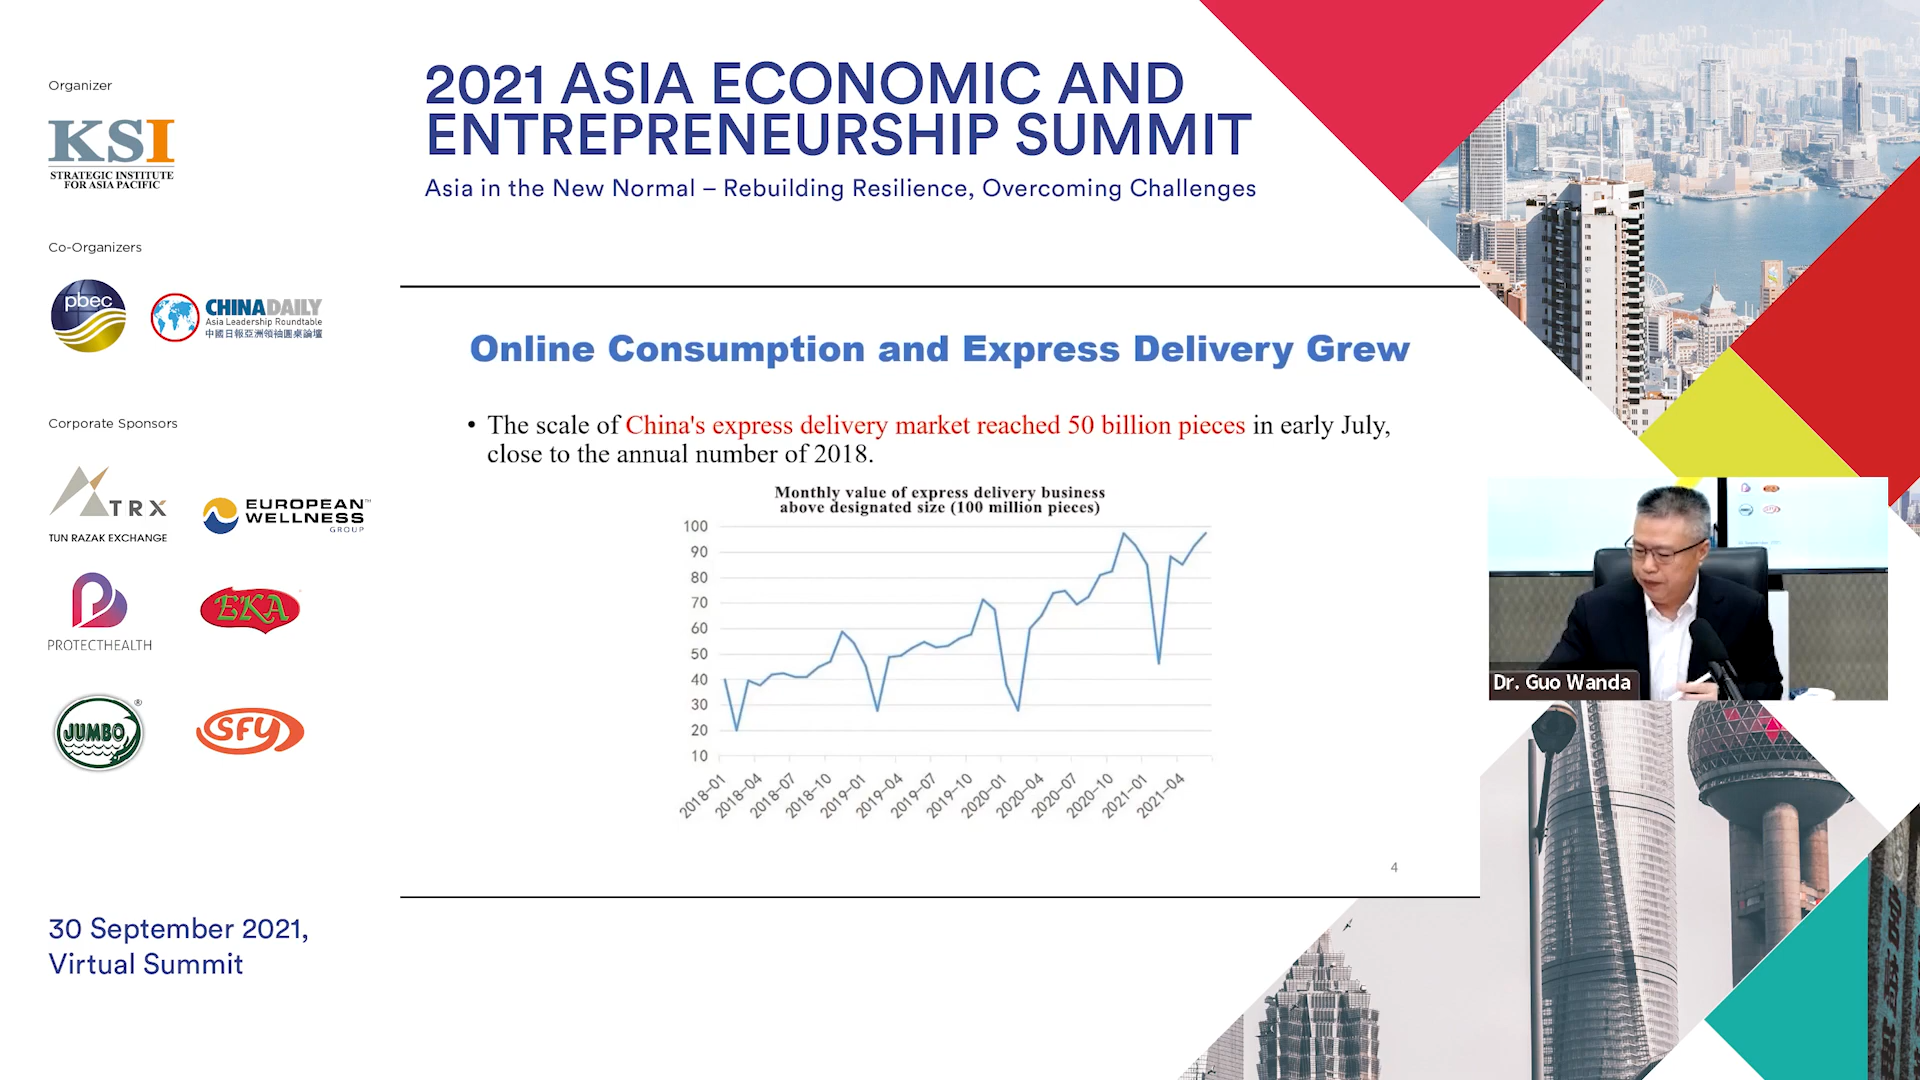 Organizer
KSI
STRATEGIC INSTITUTE
FOR ASIA PACIFIC
Co-Organizers
pbec
CHINADAILY
Asia Leadership Roundtable
中國日報亞洲領袖圓桌論壇
Corporate Sponsors
TRX
TUN RAZAK EXCHANGE
EUROPEAN
WELLNESS
GROUP
PROTECTHEALTH
EKA
JUMBO
SFY
30 September 2021,
Virtual Summit
2021 ASIA ECONOMIC AND
ENTREPRENEURSHIP SUMMIT
Asia in the New Normal – Rebuilding Resilience, Overcoming Challenges
Online Consumption and Express Delivery Grew
• The scale of China's express delivery market reached 50 billion pieces in early July,
close to the annual number of 2018.
Monthly value of express delivery business
above designated size (100 million pieces)
100
90
80
70
60
50
40
30
20
10
2018-01
2018-04
2018-07
2018-10
2019-01
2019-04
2019-07
2019-10
2020-01
2020-04
2020-07
2020-10
2021-01
2021-04
4
Dr. Guo Wanda